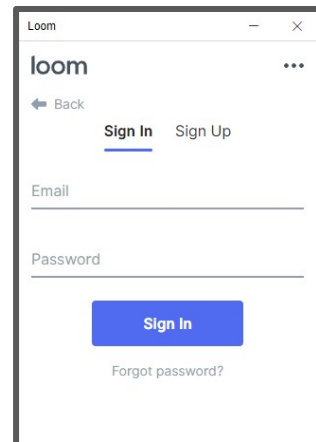 Loom
loom
Back
Sign In Sign Up
Email
Password
Sign In
Forgot password?